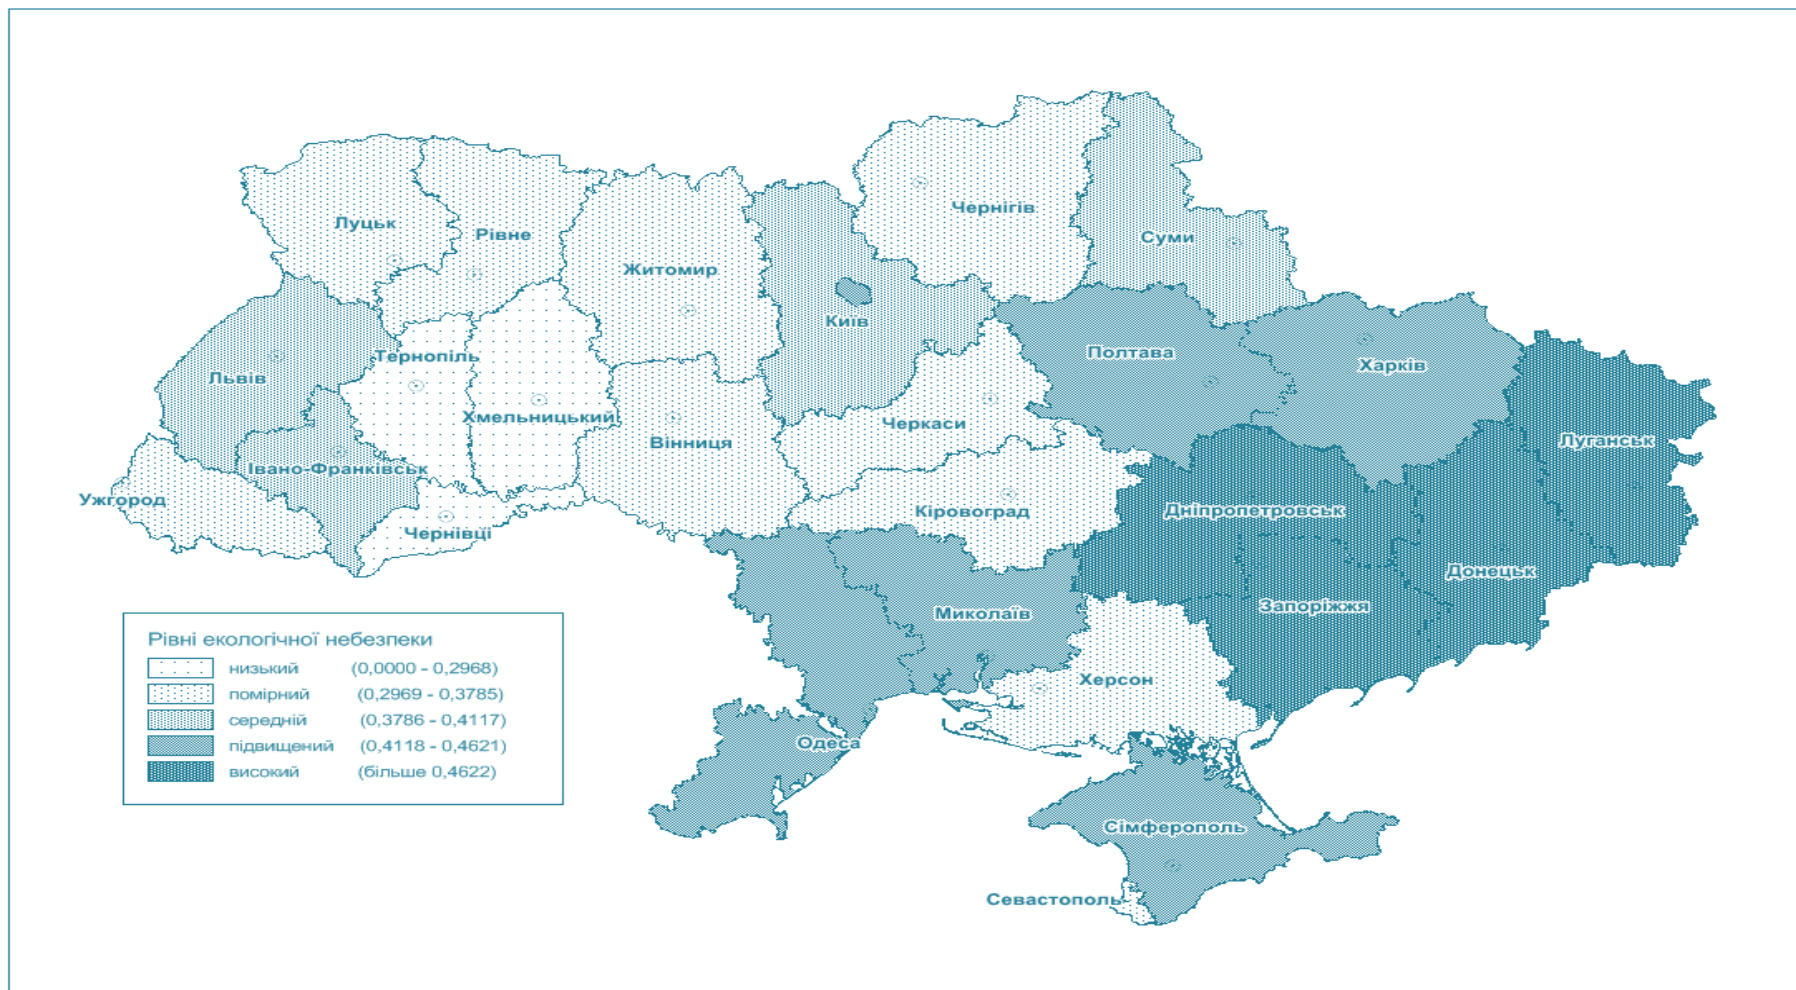 Чернігів
Луцьк
Рівне
Суми
Житомир
Київ
Тернопіль
Полтава
Харків
Львів
Хмельницький
Черкаси
Вінниця
Луганськ
Івано-Франківськ
Ужгород
Кіровоград
Дніпропетровськ
Чернівці
Донецьк
Запоріжжя
Миколаїв
Херсон
Одеса
Сімферополь
Севастополь
Рівні екологічної небезпеки
низький (0,0000 - 0,2968)
помірний (0,2969 - 0,3785)
середній (0,3786 - 0,4117)
підвищений (0,4118 - 0,4621)
високий (більше 0,4622)